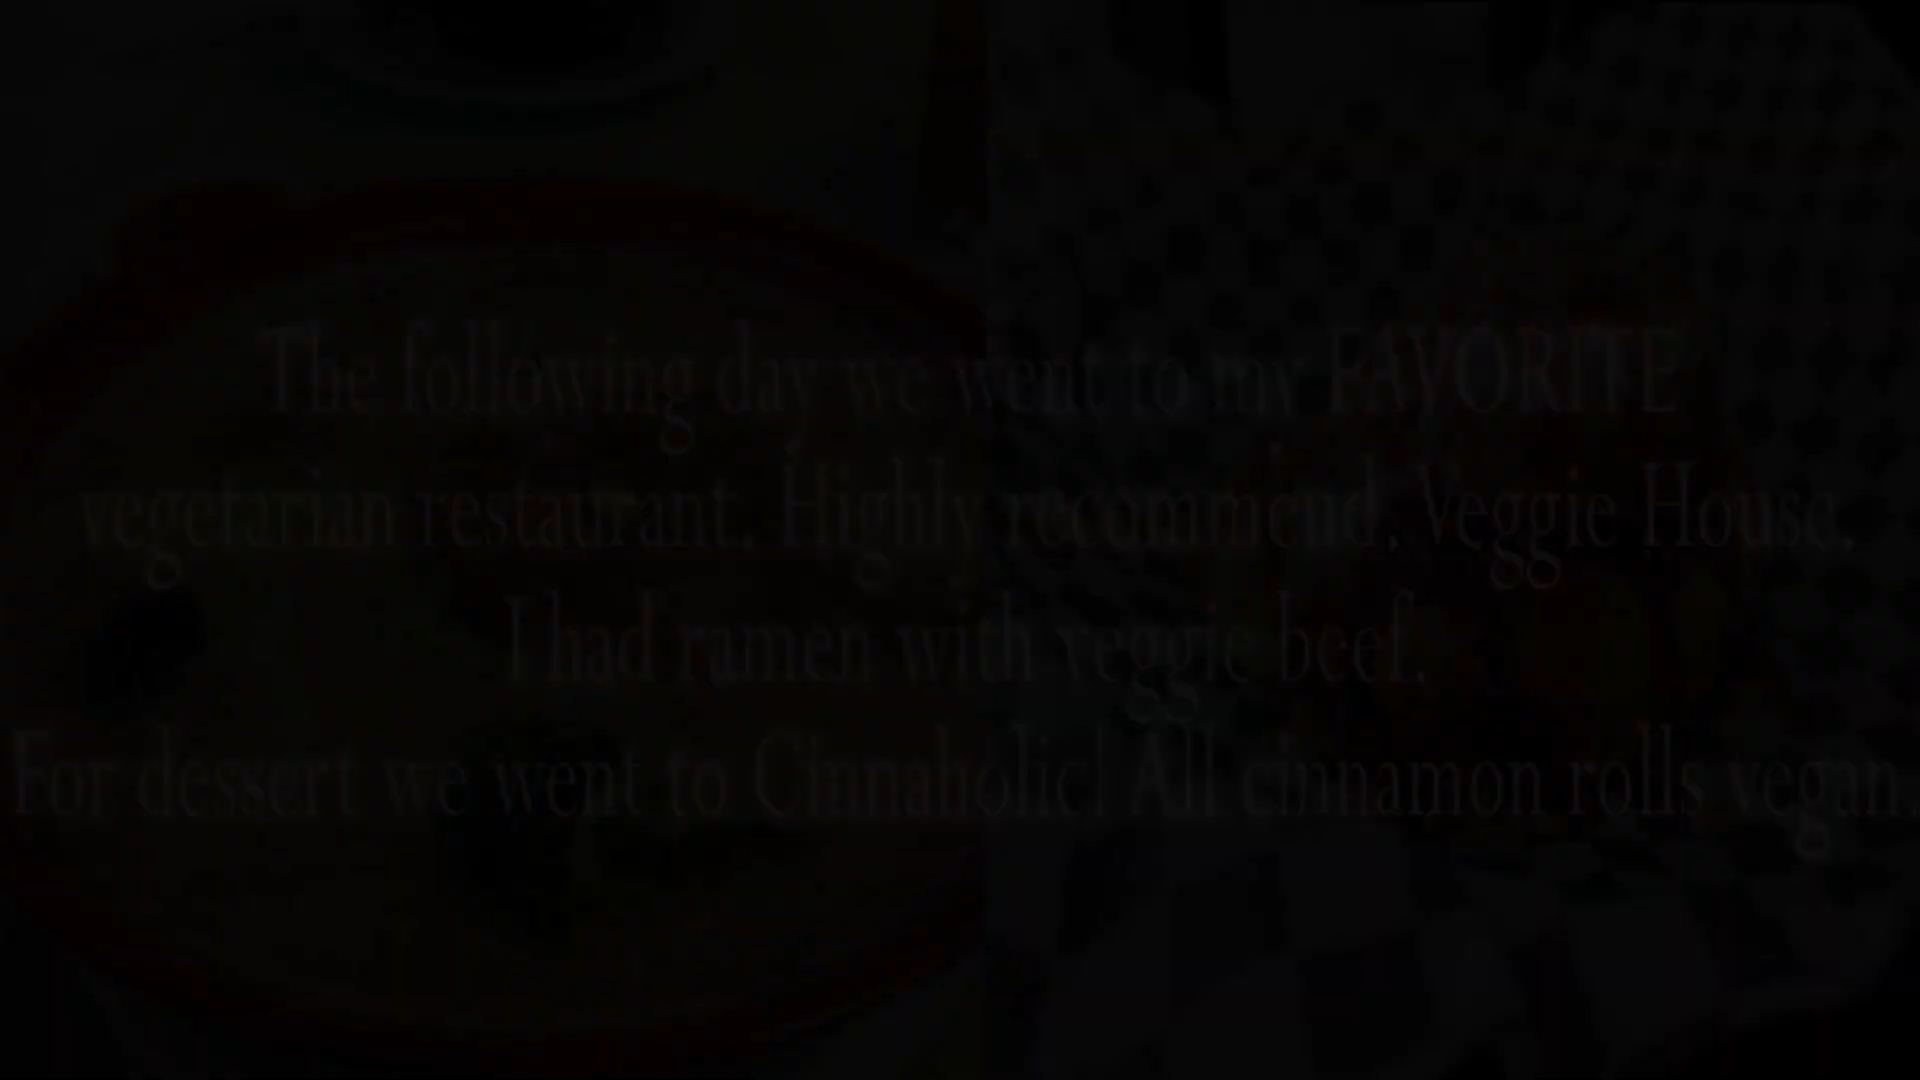 The following day we went to my FAVORITE
vegetarian restaurant. Highly recommend. Veggie House.
I had ramen with veggie beef.
For dessert we went to Cinnaholic! All cinnamon rolls vegan.